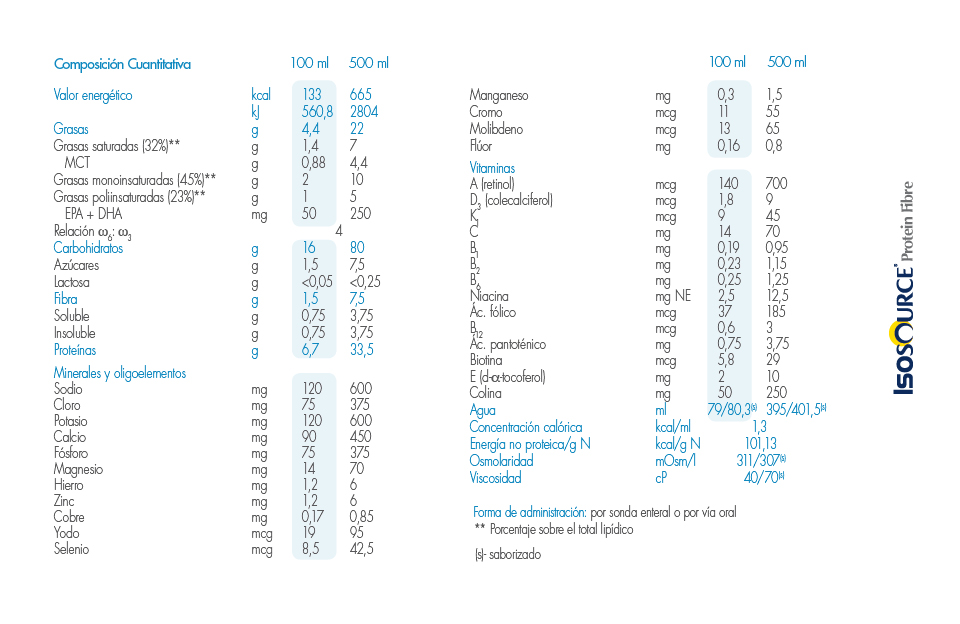 Composición Cuantitativa 100 ml 500 ml
Valor energético kcal 133 665
kJ 560,8 2804
Grasas g 4,4 22
Grasas saturadas (32%)** g 1,4 7
MCT g 0,88 4,4
Grasas monoinsaturadas (45%)** g 2 10
Grasas poliinsaturadas (23%)** g 1 5
EPA + DHA mg 50 250
Relación ω6: ω3 4
Carbohidratos g 16 80
Azúcares g 1,5 7,5
Lactosa g <0,05 <0,25
Fibra g 1,5 7,5
Soluble g 0,75 3,75
Insoluble g 0,75 3,75
Proteínas g 6,7 33,5
Minerales y oligoelementos
Sodio mg 120 600
Cloro mg 75 375
Potasio mg 120 600
Calcio mg 90 450
Fósforo mg 75 375
Magnesio mg 14 70
Hierro mg 1,2 6
Zinc mg 1,2 6
Cobre mg 0,17 0,85
Yodo mcg 19 95
Selenio mcg 8,5 42,5
100 ml 500 ml
Manganeso mg 0,3 1,5
Cromo mcg 11 55
Molibdeno mcg 13 65
Flúor mg 0,16 0,8
Vitaminas
A (retinol) mcg 140 700
D3 (colecalciferol) mcg 1,8 9
K1 mcg 9 45
C mg 14 70
B1 mg 0,19 0,95
B2 mg 0,23 1,15
B6 mg 0,25 1,25
Niacina mg NE 2,5 12,5
Ác. fólico mcg 37 185
B12 mcg 0,6 3
Ác. pantoténico mg 0,75 3,75
Biotina mcg 5,8 29
E (d-α-tocoferol) mg 2 10
Colina mg 50 250
Agua ml 79/80,3(s) 395/401,5(s)
Concentración calórica kcal/ml 1,3
Energía no proteica/g N kcal/g N 101,13
Osmolaridad mOsm/l 311/307(s)
Viscosidad cP 40/70(s)
Forma de administración: por sonda enteral o por vía oral
** Porcentaje sobre el total lipídico
(s)- saborizado
ISOSOURCE® Protein Fibre